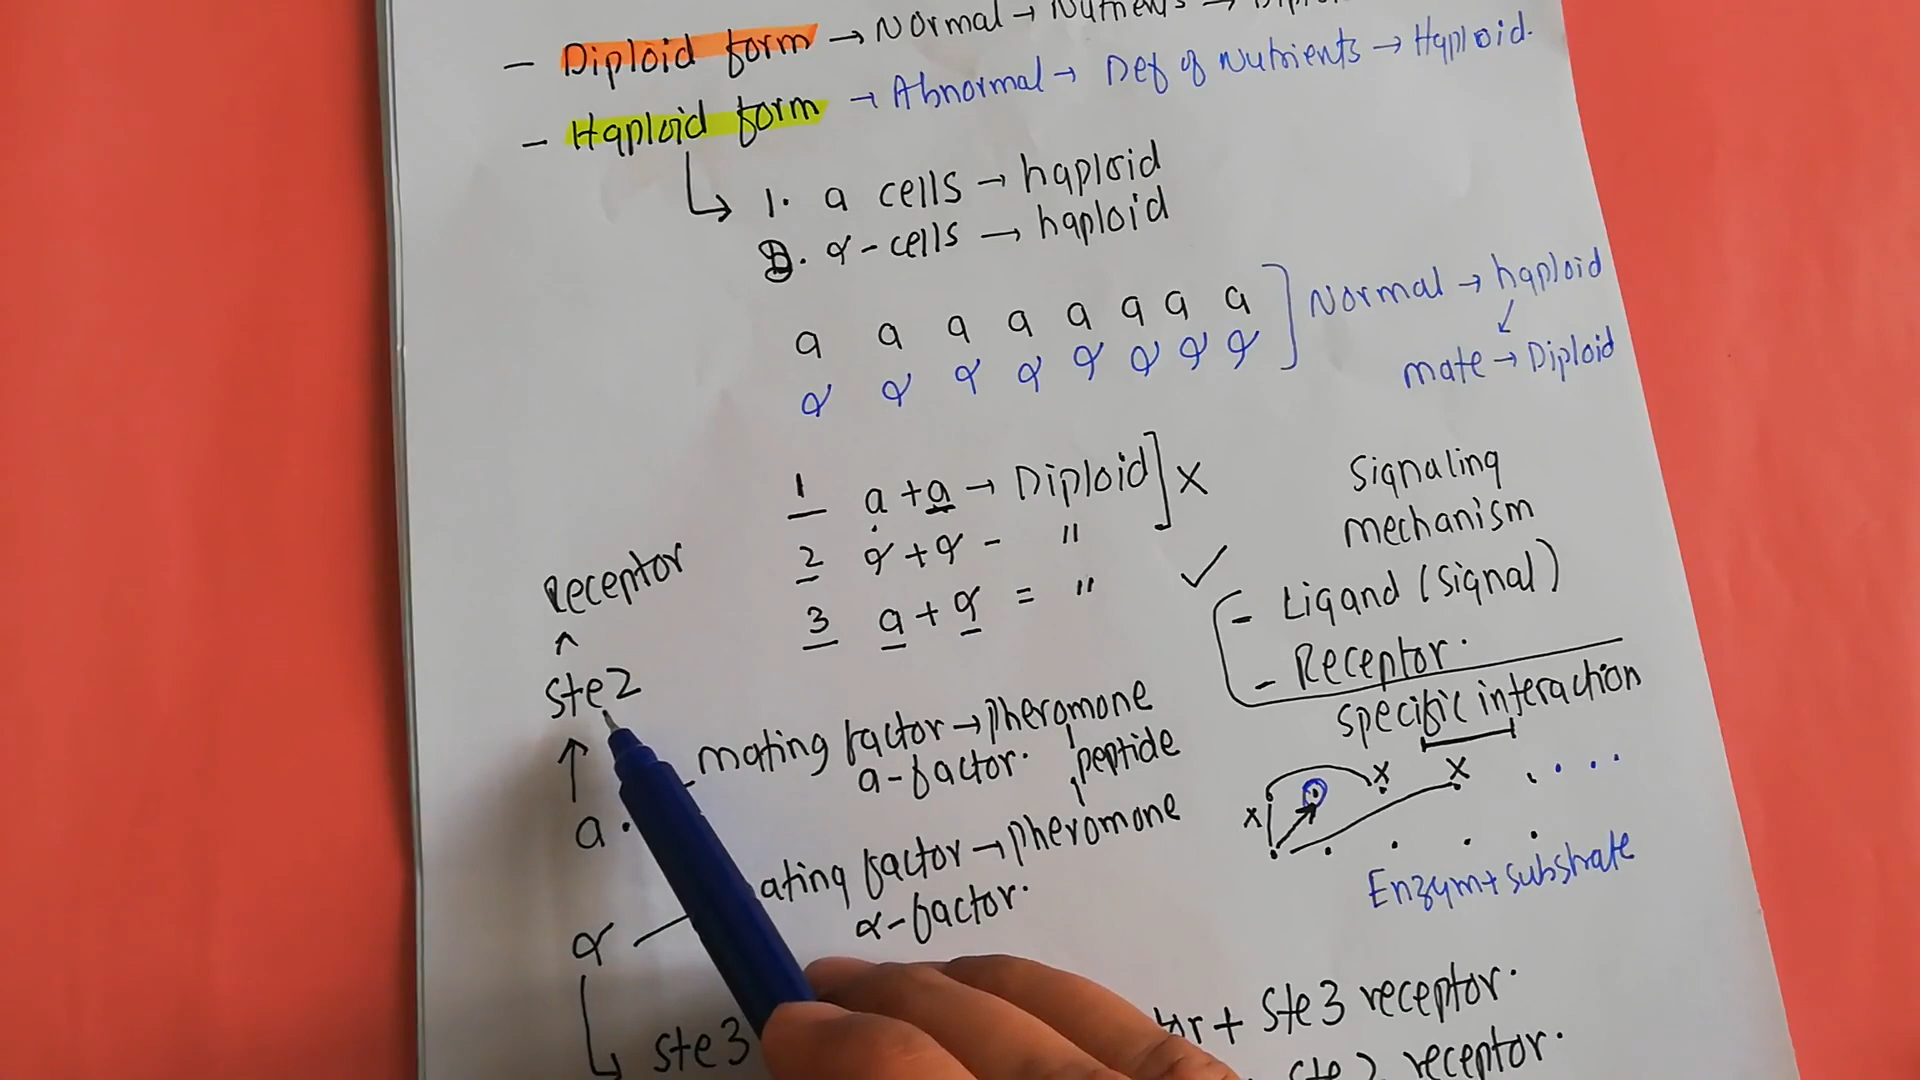 - Diploid form → Normal → Nutrients →
- Haploid form → Abnormal → Def of Nutrients → Haploid.
1. a cells → haploid
2. α-cells → haploid
a a a a a a a a
α α α α α α α α
Normal → haploid
mate → Diploid
1 a + a → Diploid ] X
2 α + α - "
3 a + α = " ✓
Signaling
mechanism
- Ligand (signal)
- Receptor.
specific interaction
X X X
Enzym + substrate
Receptor
↑
Ste2
↑
a mating factor → pheromone
a-factor. peptide
α ating factor → pheromone
α-factor.
Ste3
+ Ste3 receptor.
Ste2 receptor.